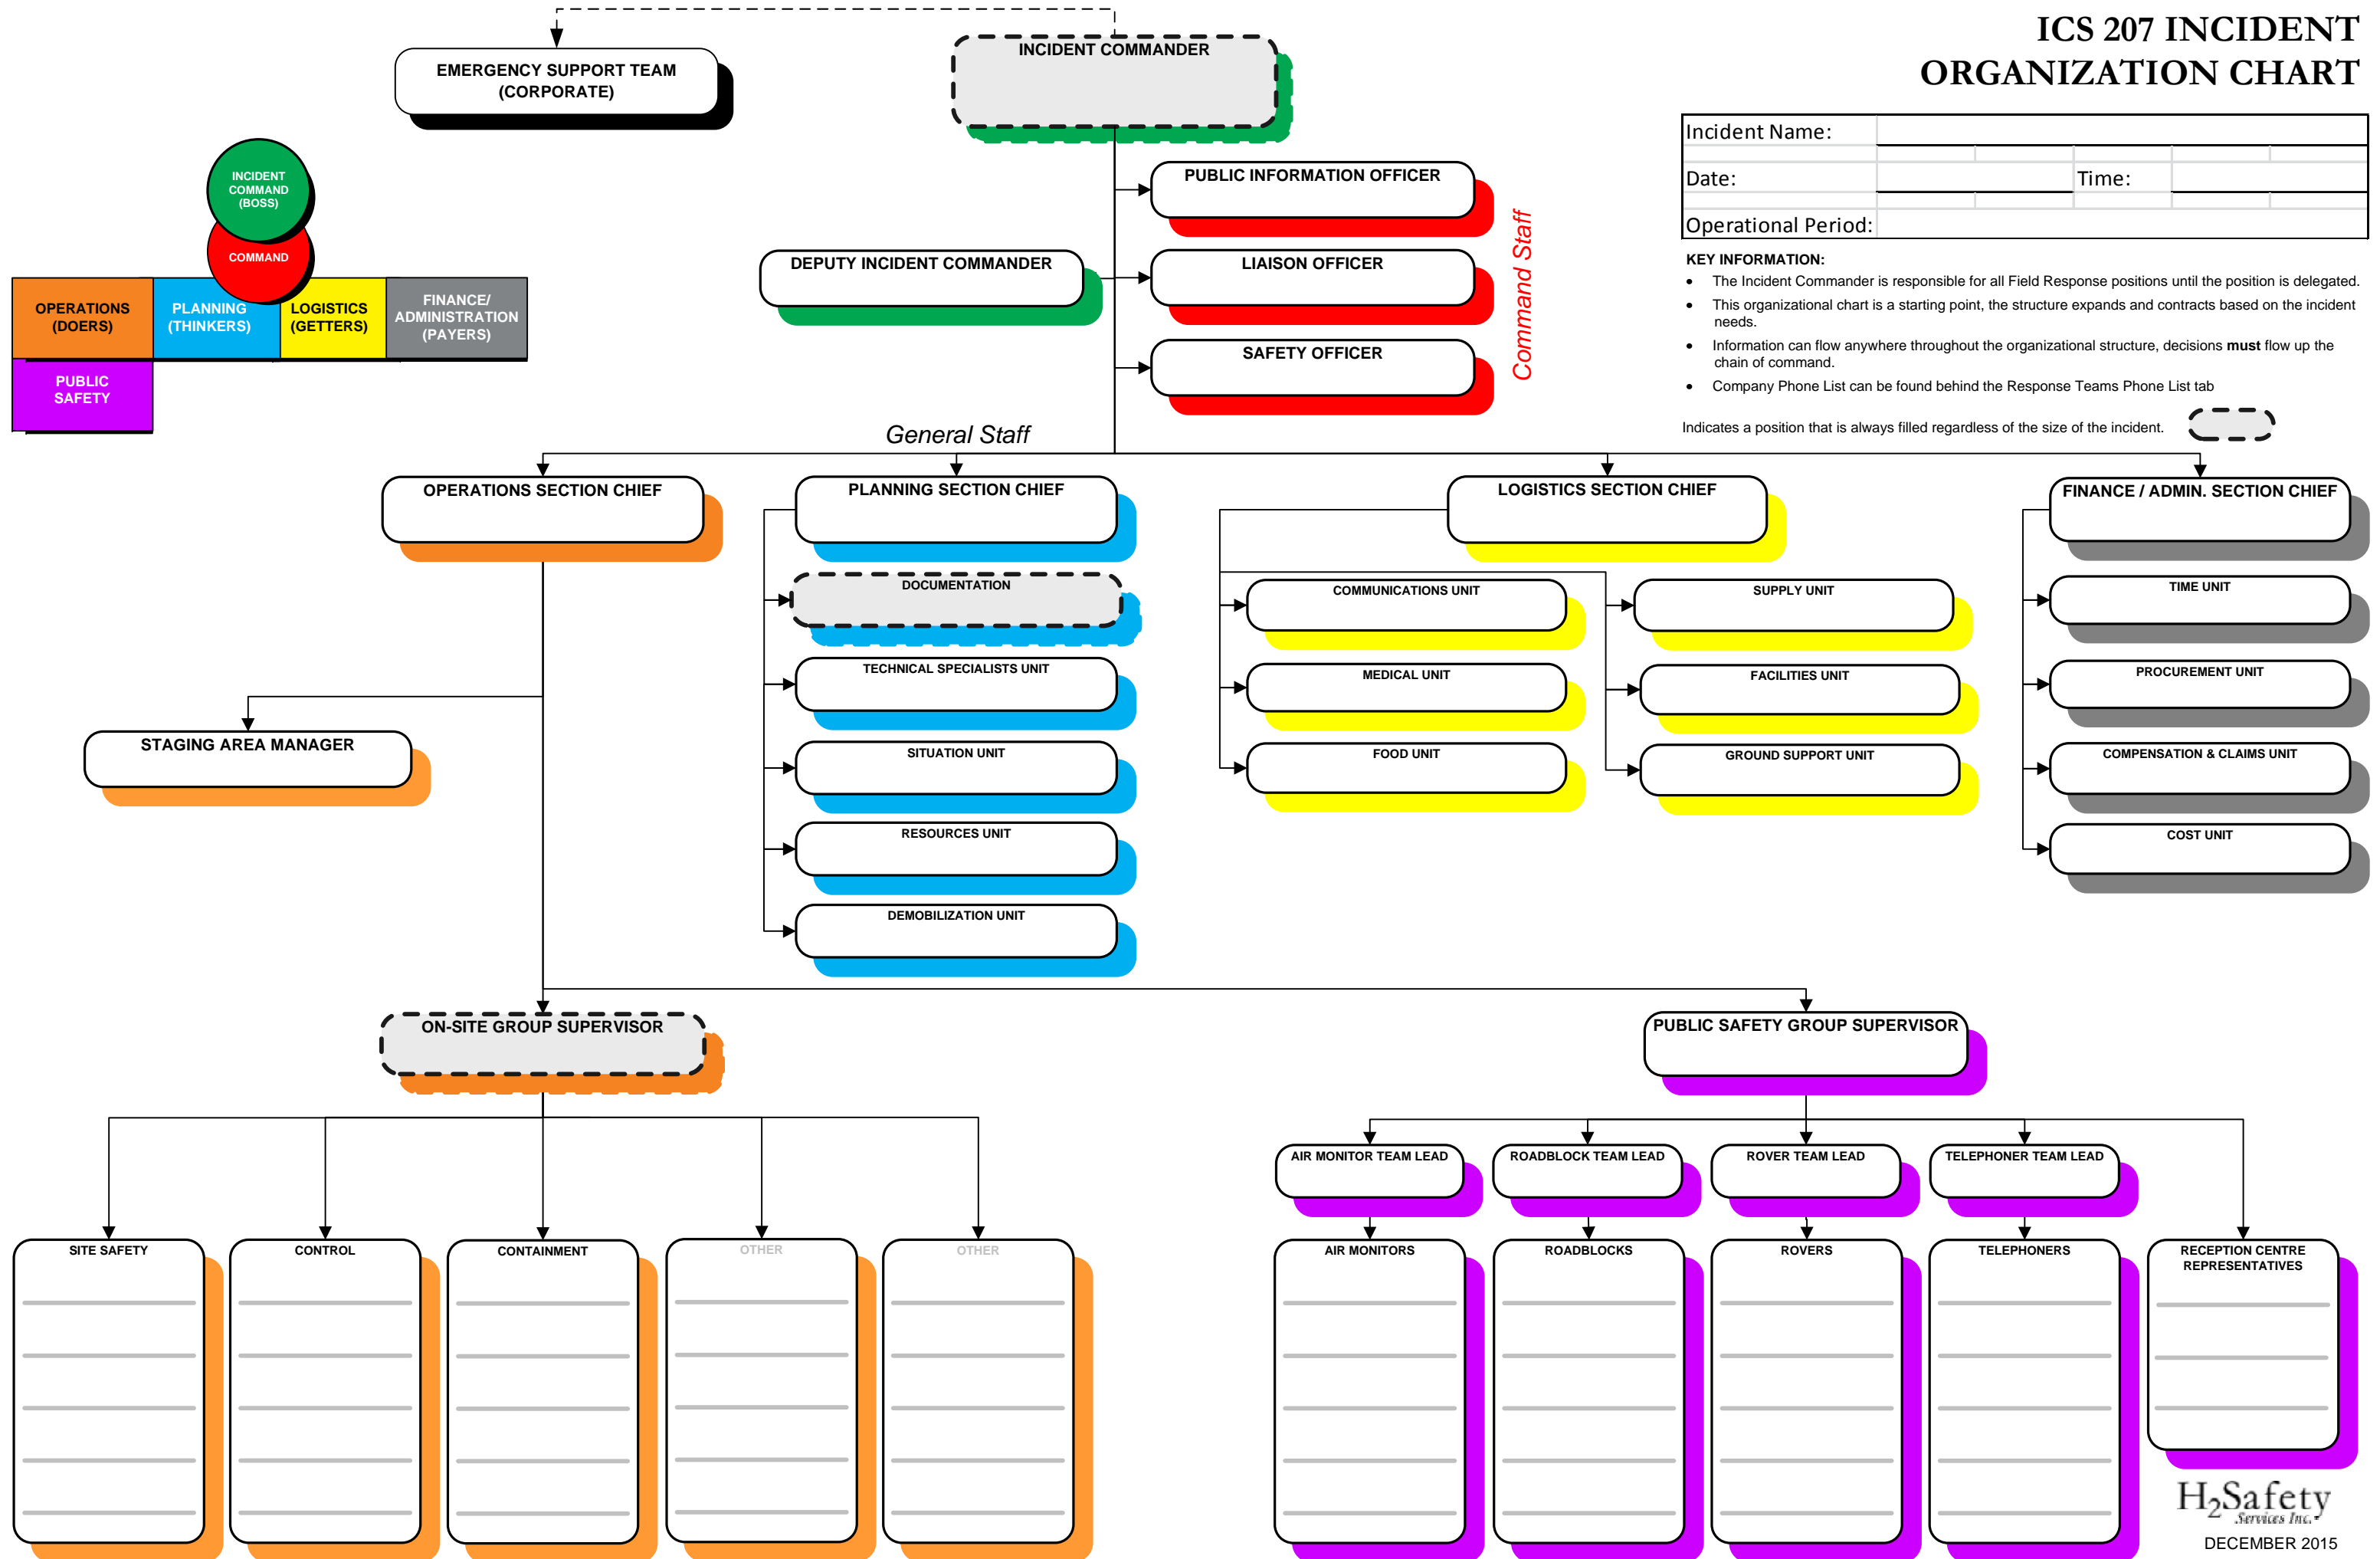 ICS 207 INCIDENT
ORGANIZATION CHART
INCIDENT COMMANDER
EMERGENCY SUPPORT TEAM
(CORPORATE)
INCIDENT
COMMAND
(BOSS)
COMMAND
OPERATIONS
(DOERS)
PLANNING
(THINKERS)
LOGISTICS
(GETTERS)
FINANCE/
ADMINISTRATION
(PAYERS)
PUBLIC
SAFETY
Incident Name:
Date:
Time:
Operational Period:
PUBLIC INFORMATION OFFICER
DEPUTY INCIDENT COMMANDER
LIAISON OFFICER
SAFETY OFFICER
Command Staff
KEY INFORMATION:
• The Incident Commander is responsible for all Field Response positions until the position is delegated.
• This organizational chart is a starting point, the structure expands and contracts based on the incident
needs.
• Information can flow anywhere throughout the organizational structure, decisions must flow up the
chain of command.
• Company Phone List can be found behind the Response Teams Phone List tab
Indicates a position that is always filled regardless of the size of the incident.
General Staff
OPERATIONS SECTION CHIEF
PLANNING SECTION CHIEF
LOGISTICS SECTION CHIEF
FINANCE / ADMIN. SECTION CHIEF
STAGING AREA MANAGER
DOCUMENTATION
TECHNICAL SPECIALISTS UNIT
SITUATION UNIT
RESOURCES UNIT
DEMOBILIZATION UNIT
COMMUNICATIONS UNIT
MEDICAL UNIT
FOOD UNIT
SUPPLY UNIT
FACILITIES UNIT
GROUND SUPPORT UNIT
TIME UNIT
PROCUREMENT UNIT
COMPENSATION & CLAIMS UNIT
COST UNIT
ON-SITE GROUP SUPERVISOR
PUBLIC SAFETY GROUP SUPERVISOR
SITE SAFETY
CONTROL
CONTAINMENT
OTHER
OTHER
AIR MONITOR TEAM LEAD
ROADBLOCK TEAM LEAD
ROVER TEAM LEAD
TELEPHONER TEAM LEAD
AIR MONITORS
ROADBLOCKS
ROVERS
TELEPHONERS
RECEPTION CENTRE
REPRESENTATIVES
H2Safety
Services Inc.
DECEMBER 2015